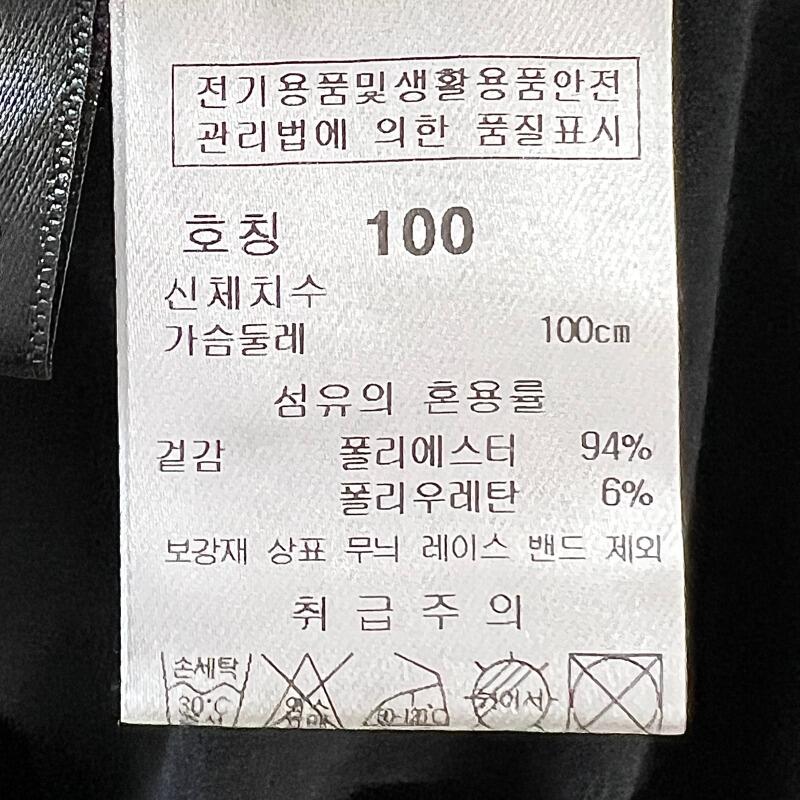 전기용품및생활용품안전
관리법에 의한 품질표시
호칭 100
신체치수
가슴둘레 100cm
섬유의 혼용률
겉감 폴리에스터 94%
폴리우레탄 6%
보강재 상표 무늬 레이스 밴드 제외
취급주의
손세탁
30°C